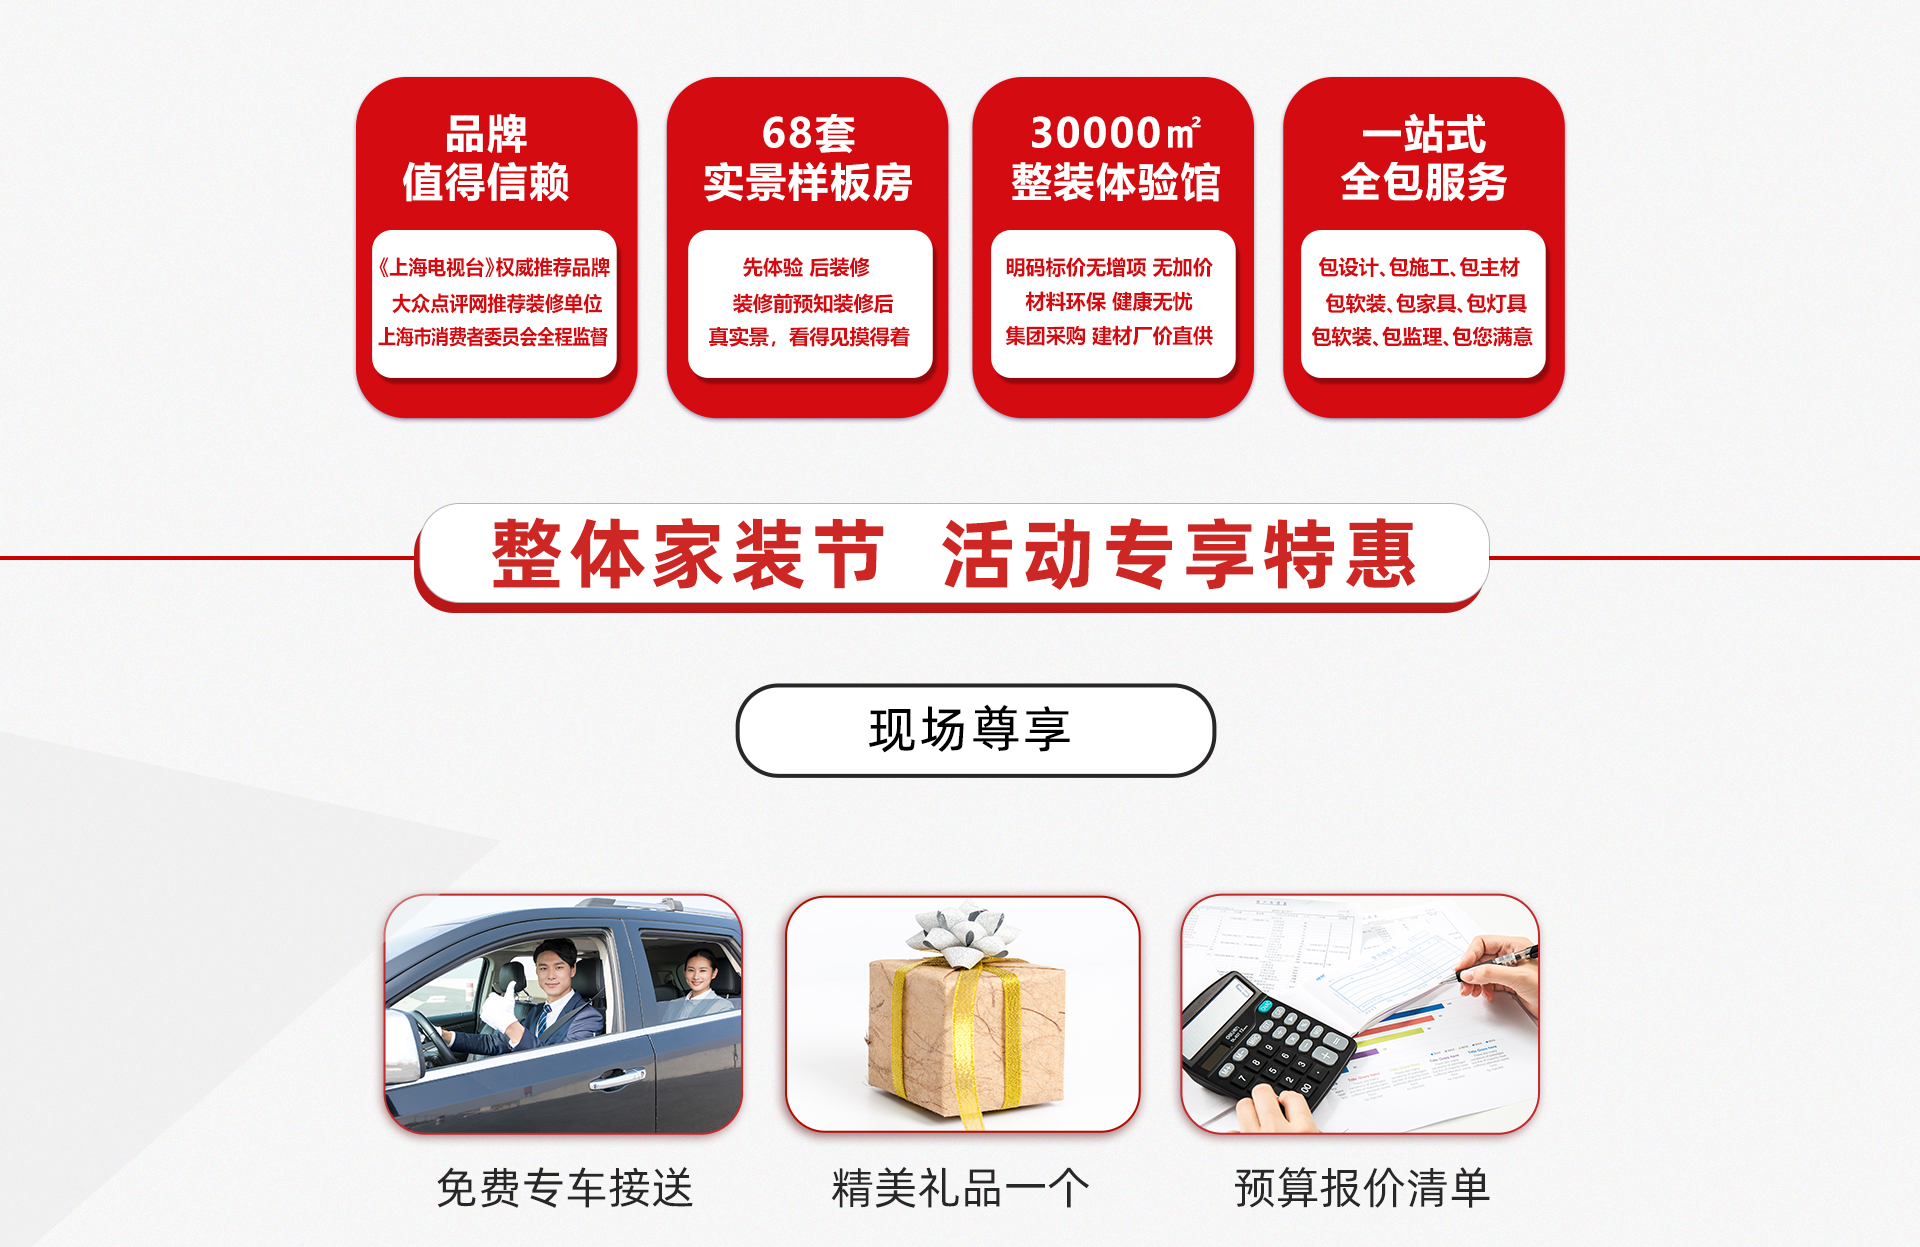 品牌
值得信赖
《上海电视台》权威推荐品牌
大众点评网推荐装修单位
上海市消费者委员会全程监督
68套
实景样板房
先体验 后装修
装修前预知装修后
真实景，看得见摸得着
30000㎡
整装体验馆
明码标价无增项 无加价
材料环保 健康无忧
集团采购 建材厂价直供
一站式
全包服务
包设计、包施工、包主材
包软装、包家具、包灯具
包软装、包监理、包您满意
整体家装节 活动专享特惠
现场尊享
免费专车接送
精美礼品一个
预算报价清单